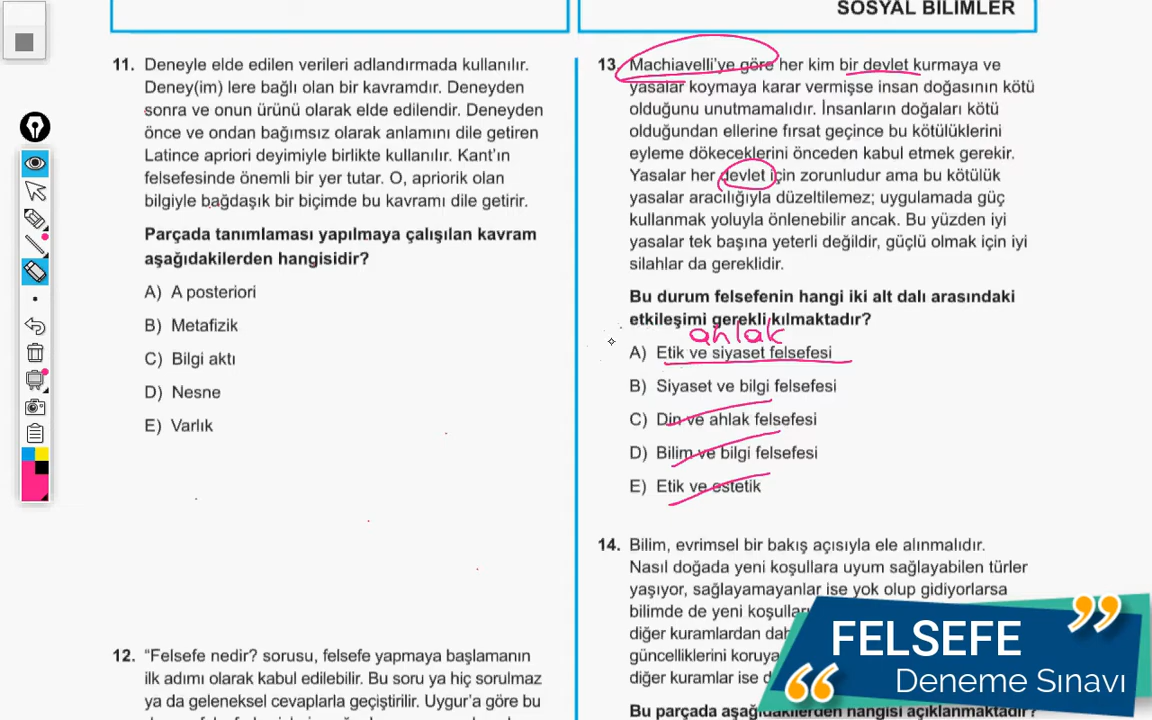 SOSYAL BİLİMLER
11. Deneyle elde edilen verileri adlandırmada kullanılır.
Deney(im) lere bağlı olan bir kavramdır. Deneyden
sonra ve onun ürünü olarak elde edilendir. Deneyden
önce ve ondan bağımsız olarak anlamını dile getiren
Latince apriori deyimiyle birlikte kullanılır. Kant'ın
felsefesinde önemli bir yer tutar. O, apriorik olan
bilgiyle bağdaşık bir biçimde bu kavramı dile getirir.
Parçada tanımlaması yapılmaya çalışılan kavram
aşağıdakilerden hangisidir?
A) A posteriori
B) Metafizik
C) Bilgi aktı
D) Nesne
E) Varlık
12. “Felsefe nedir? sorusu, felsefe yapmaya başlamanın
ilk adımı olarak kabul edilebilir. Bu soru ya hiç sorulmaz
ya da geleneksel cevaplarla geçiştirilir. Uygur'a göre bu
13. Machiavelli'ye göre her kim bir devlet kurmaya ve
yasalar koymaya karar vermişse insan doğasının kötü
olduğunu unutmamalıdır. İnsanların doğaları kötü
olduğundan ellerine fırsat geçince bu kötülüklerini
eyleme dökeceklerini önceden kabul etmek gerekir.
Yasalar her devlet için zorunludur ama bu kötülük
yasalar aracılığıyla düzeltilemez; uygulamada güç
kullanmak yoluyla önlenebilir ancak. Bu yüzden iyi
yasalar tek başına yeterli değildir, güçlü olmak için iyi
silahlar da gereklidir.
Bu durum felsefenin hangi iki alt dalı arasındaki
etkileşimi gerekli kılmaktadır?
ahlak
A) Etik ve siyaset felsefesi
B) Siyaset ve bilgi felsefesi
C) Din ve ahlak felsefesi
D) Bilim ve bilgi felsefesi
E) Etik ve estetik
14. Bilim, evrimsel bir bakış açısıyla ele alınmalıdır.
Nasıl doğada yeni koşullara uyum sağlayabilen türler
yaşıyor, sağlayamayanlar ise yok olup gidiyorlarsa
bilimde de yeni
diğer kuramlardan
güncelliklerini
diğer kuramlar ise
Bu parçada aşağıdakilerden hangisi açıklanmaktadır?
FELSEFE
Deneme Sınavı